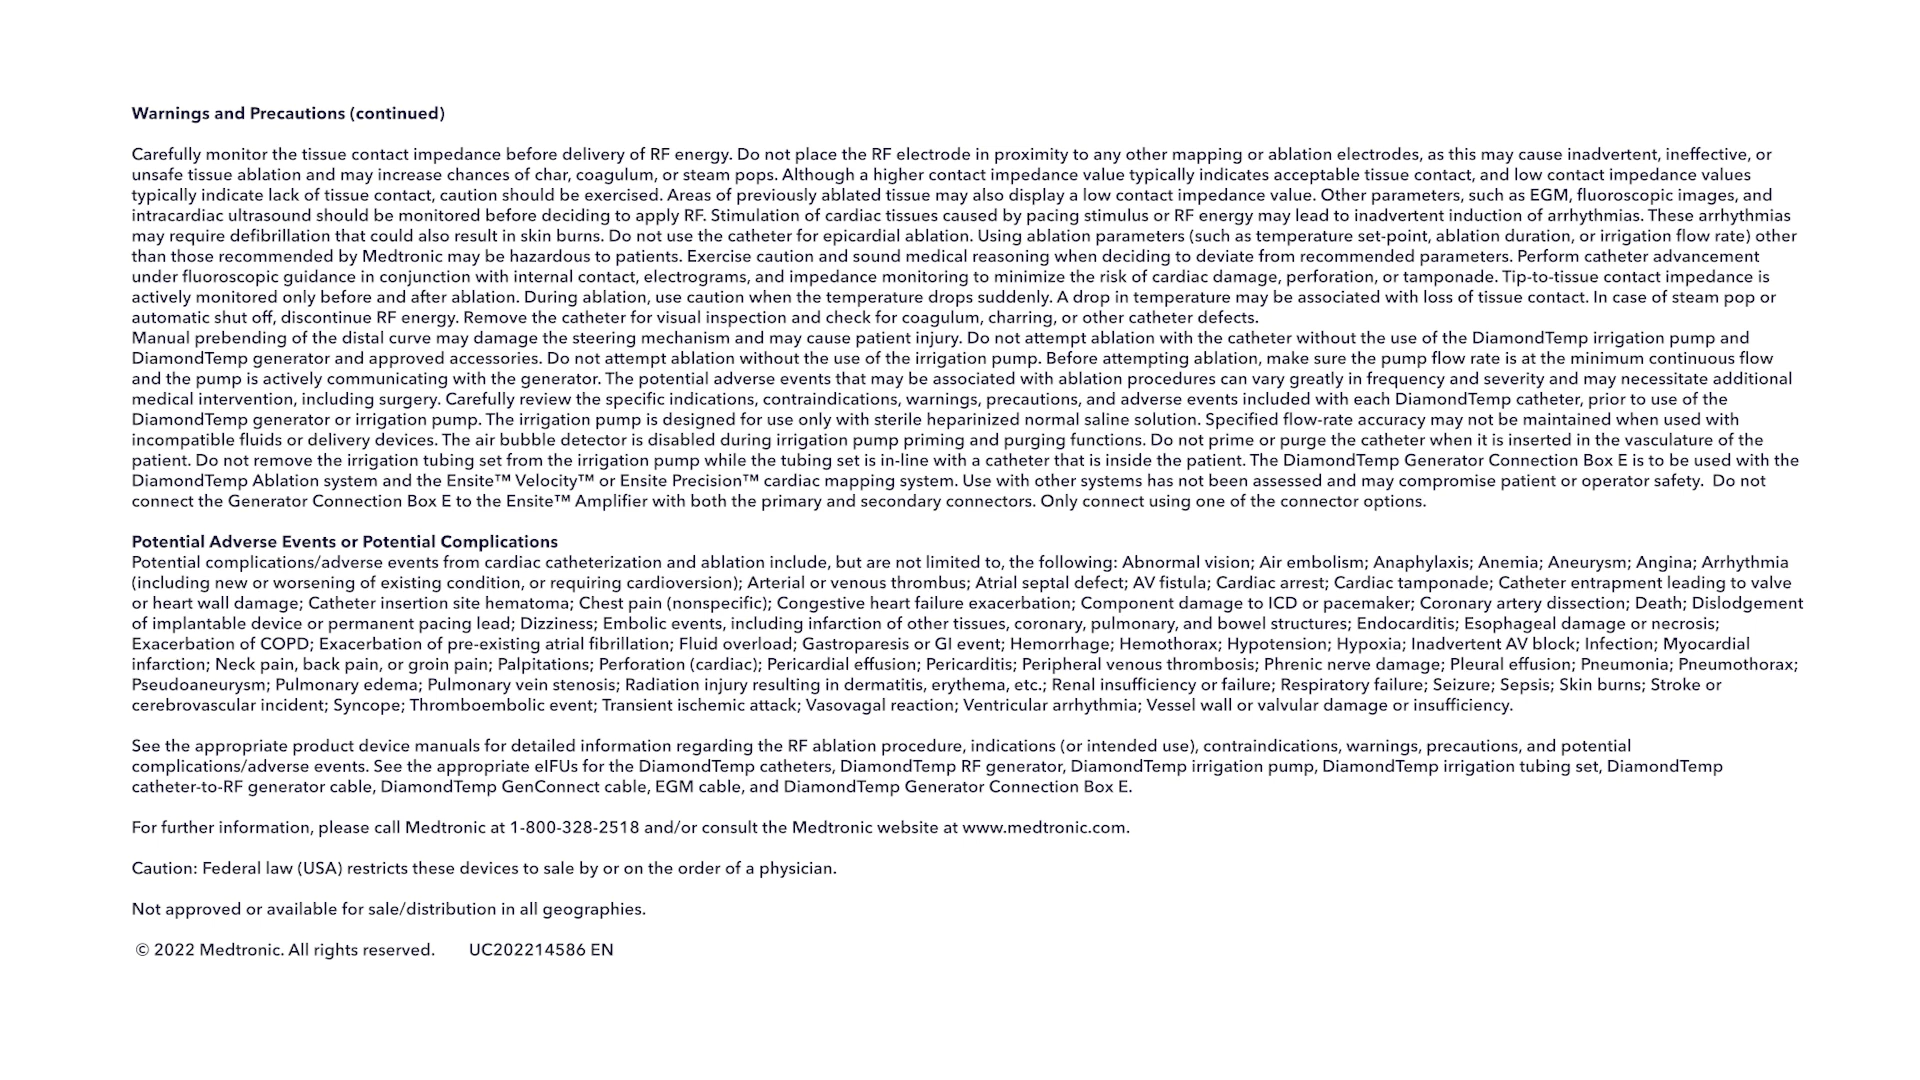 Warnings and Precautions (continued)
Carefully monitor the tissue contact impedance before delivery of RF energy. Do not place the RF electrode in proximity to any other mapping or ablation electrodes, as this may cause inadvertent, ineffective, or
unsafe tissue ablation and may increase chances of char, coagulum, or steam pops. Although a higher contact impedance value typically indicates acceptable tissue contact, and low contact impedance values
typically indicate lack of tissue contact, caution should be exercised. Areas of previously ablated tissue may also display a low contact impedance value. Other parameters, such as EGM, fluoroscopic images, and
intracardiac ultrasound should be monitored before deciding to apply RF. Stimulation of cardiac tissues caused by pacing stimulus or RF energy may lead to inadvertent induction of arrhythmias. These arrhythmias
may require defibrillation that could also result in skin burns. Do not use the catheter for epicardial ablation. Using ablation parameters (such as temperature set-point, ablation duration, or irrigation flow rate) other
than those recommended by Medtronic may be hazardous to patients. Exercise caution and sound medical reasoning when deciding to deviate from recommended parameters. Perform catheter advancement
under fluoroscopic guidance in conjunction with internal contact, electrograms, and impedance monitoring to minimize the risk of cardiac damage, perforation, or tamponade. Tip-to-tissue contact impedance is
actively monitored only before and after ablation. During ablation, use caution when the temperature drops suddenly. A drop in temperature may be associated with loss of tissue contact. In case of steam pop or
automatic shut off, discontinue RF energy. Remove the catheter for visual inspection and check for coagulum, charring, or other catheter defects.
Manual prebending of the distal curve may damage the steering mechanism and may cause patient injury. Do not attempt ablation with the catheter without the use of the DiamondTemp irrigation pump and
DiamondTemp generator and approved accessories. Do not attempt ablation without the use of the irrigation pump. Before attempting ablation, make sure the pump flow rate is at the minimum continuous flow
and the pump is actively communicating with the generator. The potential adverse events that may be associated with ablation procedures can vary greatly in frequency and severity and may necessitate additional
medical intervention, including surgery. Carefully review the specific indications, contraindications, warnings, precautions, and adverse events included with each DiamondTemp catheter, prior to use of the
DiamondTemp generator or irrigation pump. The irrigation pump is designed for use only with sterile heparinized normal saline solution. Specified flow-rate accuracy may not be maintained when used with
incompatible fluids or delivery devices. The air bubble detector is disabled during irrigation pump priming and purging functions. Do not prime or purge the catheter when it is inserted in the vasculature of the
patient. Do not remove the irrigation tubing set from the irrigation pump while the tubing set is in-line with a catheter that is inside the patient. The DiamondTemp Generator Connection Box E is to be used with the
DiamondTemp Ablation system and the Ensite™ Velocity™ or Ensite Precision™ cardiac mapping system. Use with other systems has not been assessed and may compromise patient or operator safety. Do not
connect the Generator Connection Box E to the Ensite™ Amplifier with both the primary and secondary connectors. Only connect using one of the connector options.
Potential Adverse Events or Potential Complications
Potential complications/adverse events from cardiac catheterization and ablation include, but are not limited to, the following: Abnormal vision; Air embolism; Anaphylaxis; Anemia; Aneurysm; Angina; Arrhythmia
(including new or worsening of existing condition, or requiring cardioversion); Arterial or venous thrombus; Atrial septal defect; AV fistula; Cardiac arrest; Cardiac tamponade; Catheter entrapment leading to valve
or heart wall damage; Catheter insertion site hematoma; Chest pain (nonspecific); Congestive heart failure exacerbation; Component damage to ICD or pacemaker; Coronary artery dissection; Death; Dislodgement
of implantable device or permanent pacing lead; Dizziness; Embolic events, including infarction of other tissues, coronary, pulmonary, and bowel structures; Endocarditis; Esophageal damage or necrosis;
Exacerbation of COPD; Exacerbation of pre-existing atrial fibrillation; Fluid overload; Gastroparesis or GI event; Hemorrhage; Hemothorax; Hypotension; Hypoxia; Inadvertent AV block; Infection; Myocardial
infarction; Neck pain, back pain, or groin pain; Palpitations; Perforation (cardiac); Pericardial effusion; Pericarditis; Peripheral venous thrombosis; Phrenic nerve damage; Pleural effusion; Pneumonia; Pneumothorax;
Pseudoaneurysm; Pulmonary edema; Pulmonary vein stenosis; Radiation injury resulting in dermatitis, erythema, etc.; Renal insufficiency or failure; Respiratory failure; Seizure; Sepsis; Skin burns; Stroke or
cerebrovascular incident; Syncope; Thromboembolic event; Transient ischemic attack; Vasovagal reaction; Ventricular arrhythmia; Vessel wall or valvular damage or insufficiency.
See the appropriate product device manuals for detailed information regarding the RF ablation procedure, indications (or intended use), contraindications, warnings, precautions, and potential
complications/adverse events. See the appropriate eIFUs for the DiamondTemp catheters, DiamondTemp RF generator, DiamondTemp irrigation pump, DiamondTemp irrigation tubing set, DiamondTemp
catheter-to-RF generator cable, DiamondTemp GenConnect cable, EGM cable, and DiamondTemp Generator Connection Box E.
For further information, please call Medtronic at 1-800-328-2518 and/or consult the Medtronic website at www.medtronic.com.
Caution: Federal law (USA) restricts these devices to sale by or on the order of a physician.
Not approved or available for sale/distribution in all geographies.
© 2022 Medtronic. All rights reserved. UC202214586 EN